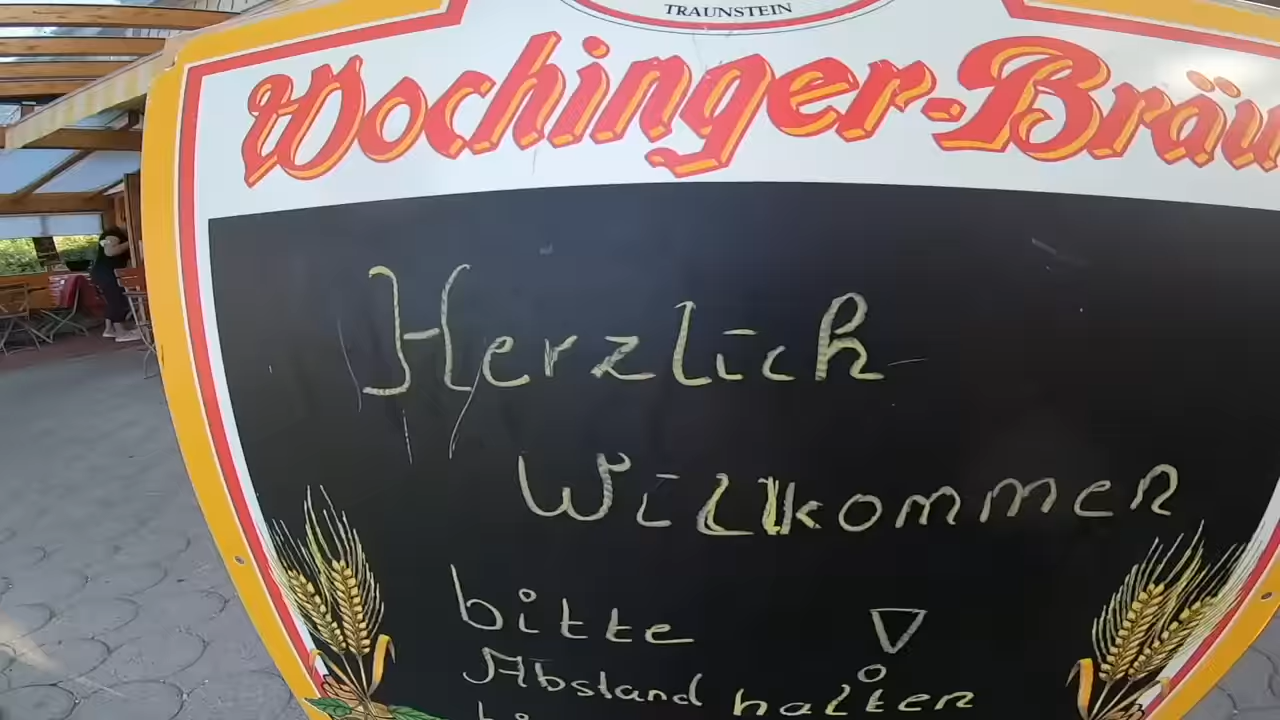 TRAUNSTEIN
Wochinger-Bräu
Herzlich
Willkommen
bitte
Abstand halten